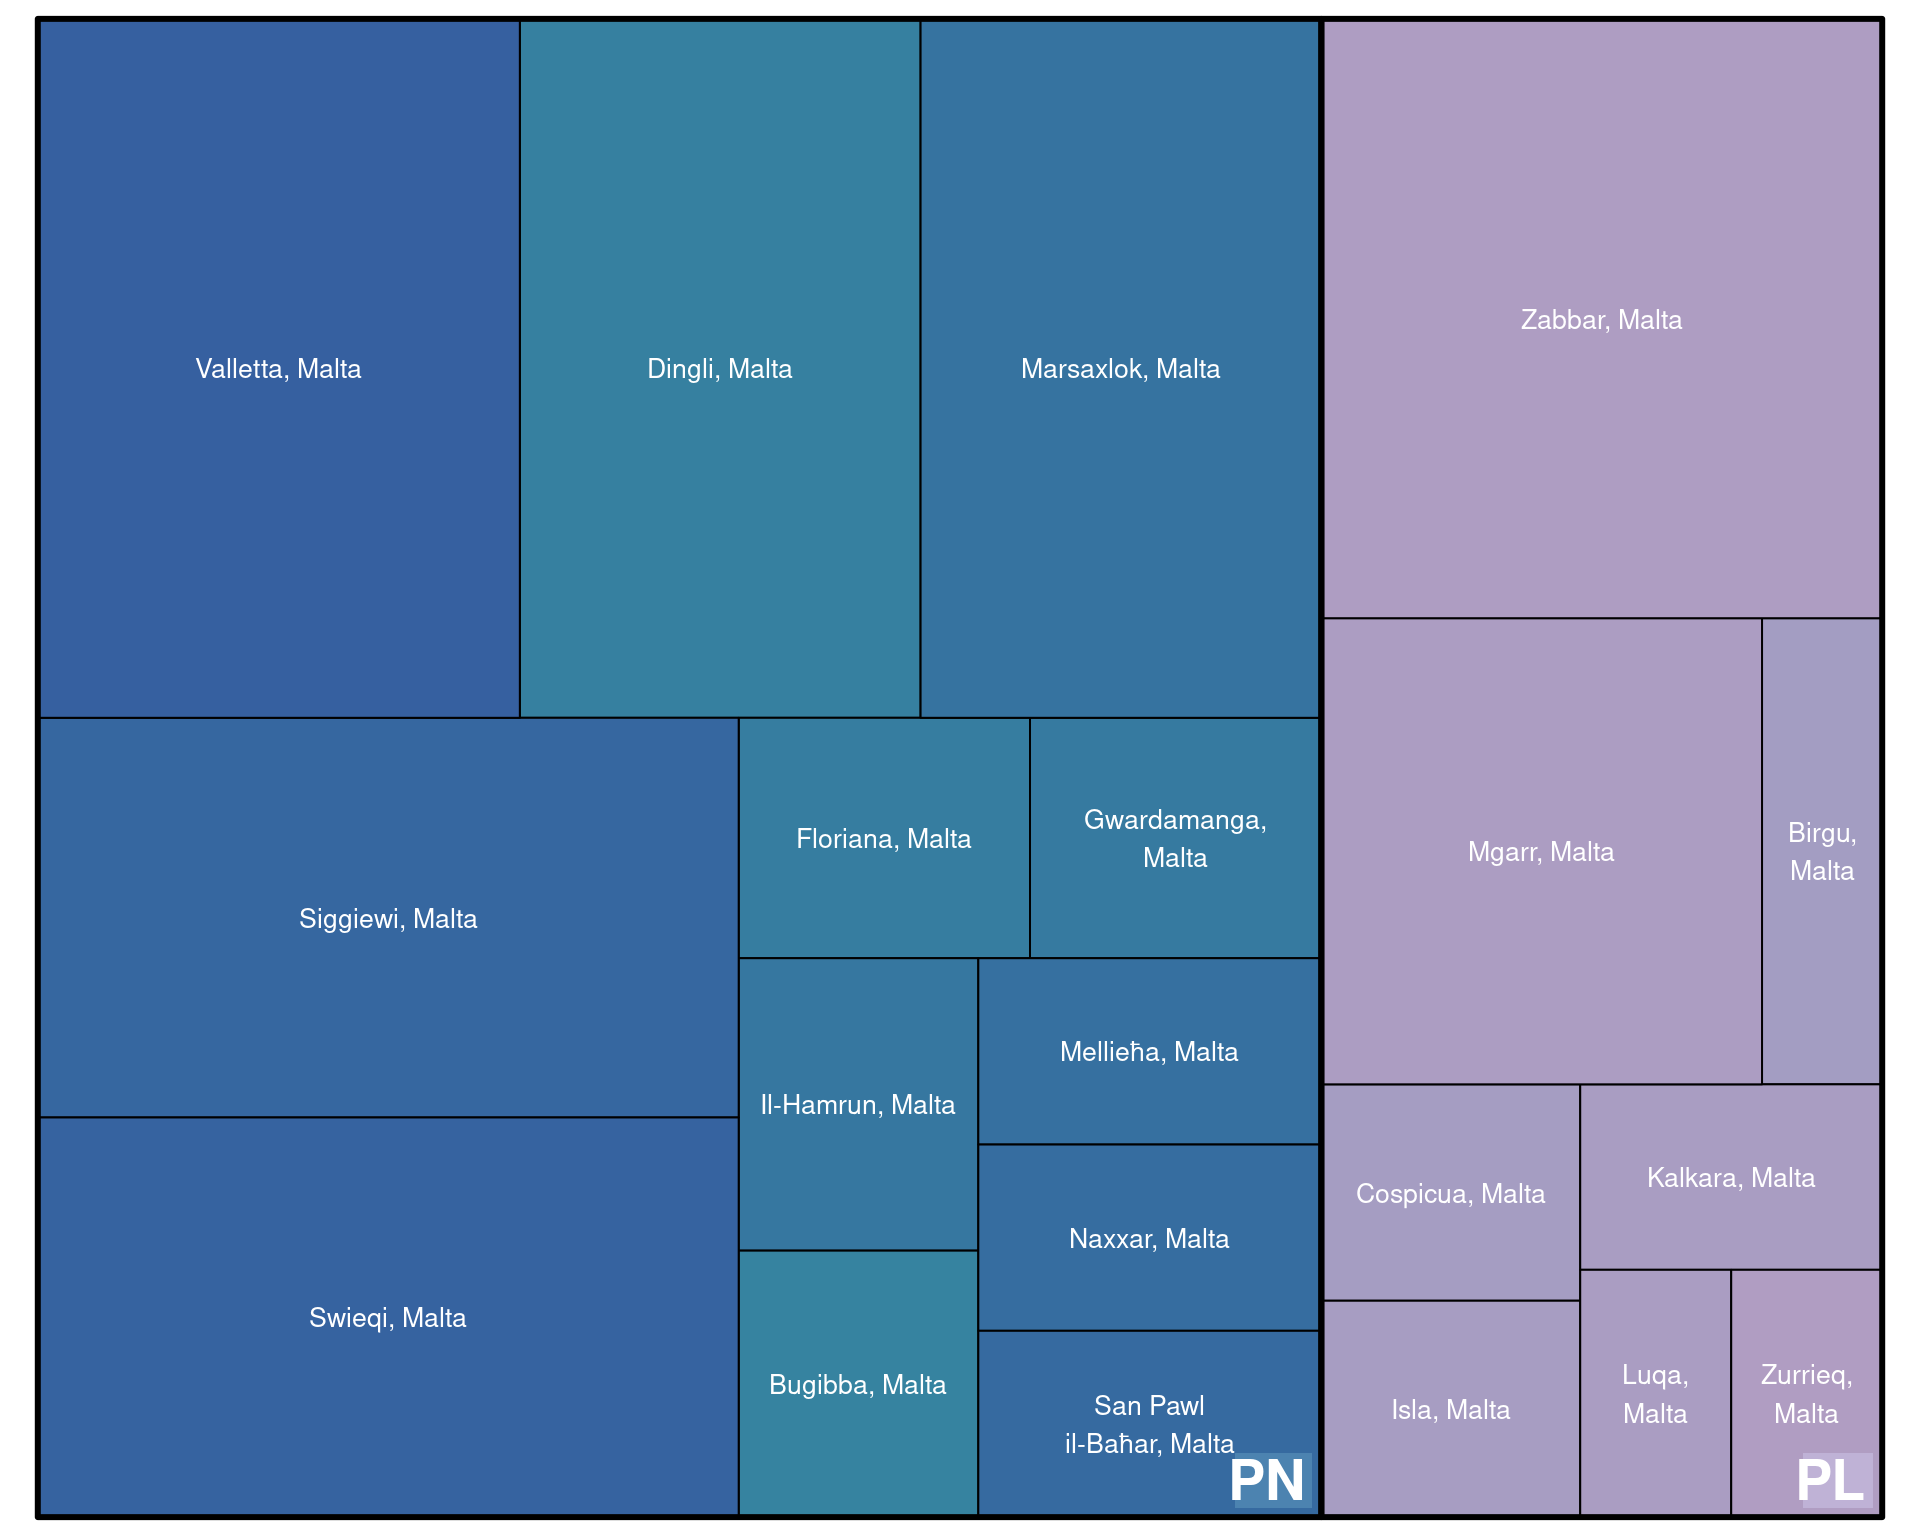 Valletta, Malta
Dingli, Malta
Marsaxlok, Malta
Zabbar, Malta
Siggiewi, Malta
Floriana, Malta
Gwardamanga,
Malta
Mgarr, Malta
Birgu,
Malta
Swieqi, Malta
Il-Hamrun, Malta
Mellieħa, Malta
Naxxar, Malta
Bugibba, Malta
San Pawl
il-Baħar, Malta
PN
Cospicua, Malta
Kalkara, Malta
Isla, Malta
Luqa,
Malta
Zurrieq,
Malta
PL